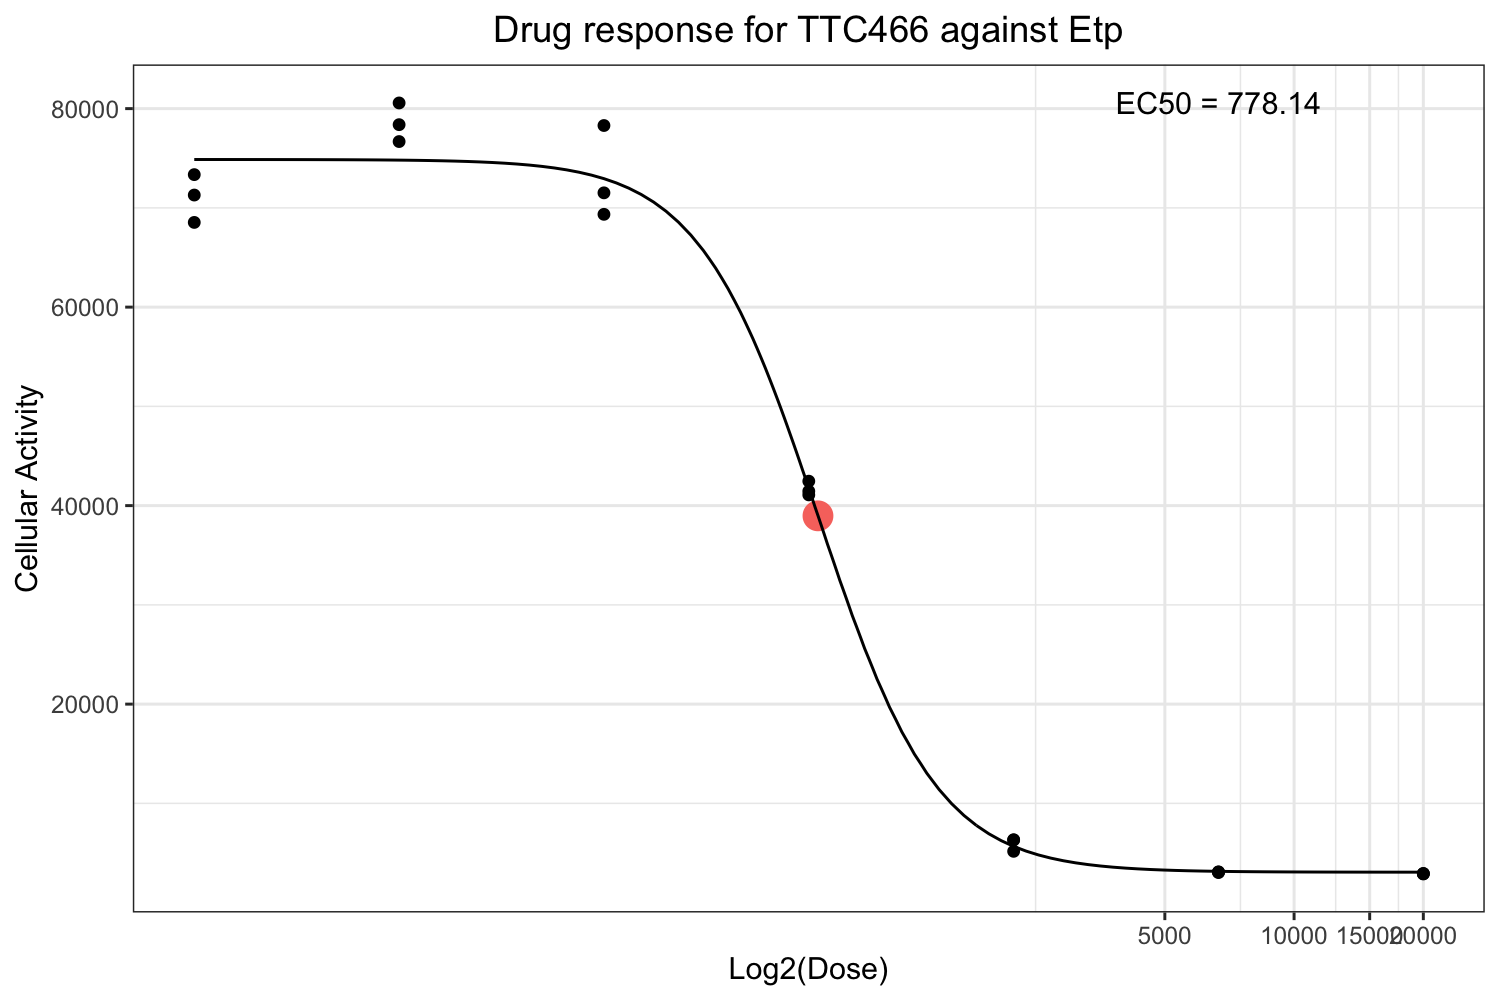 Drug response for TTC466 against Etp
EC50 = 778.14
80000
60000
40000
20000
Cellular Activity
5000 10000 15000 20000
Log2(Dose)